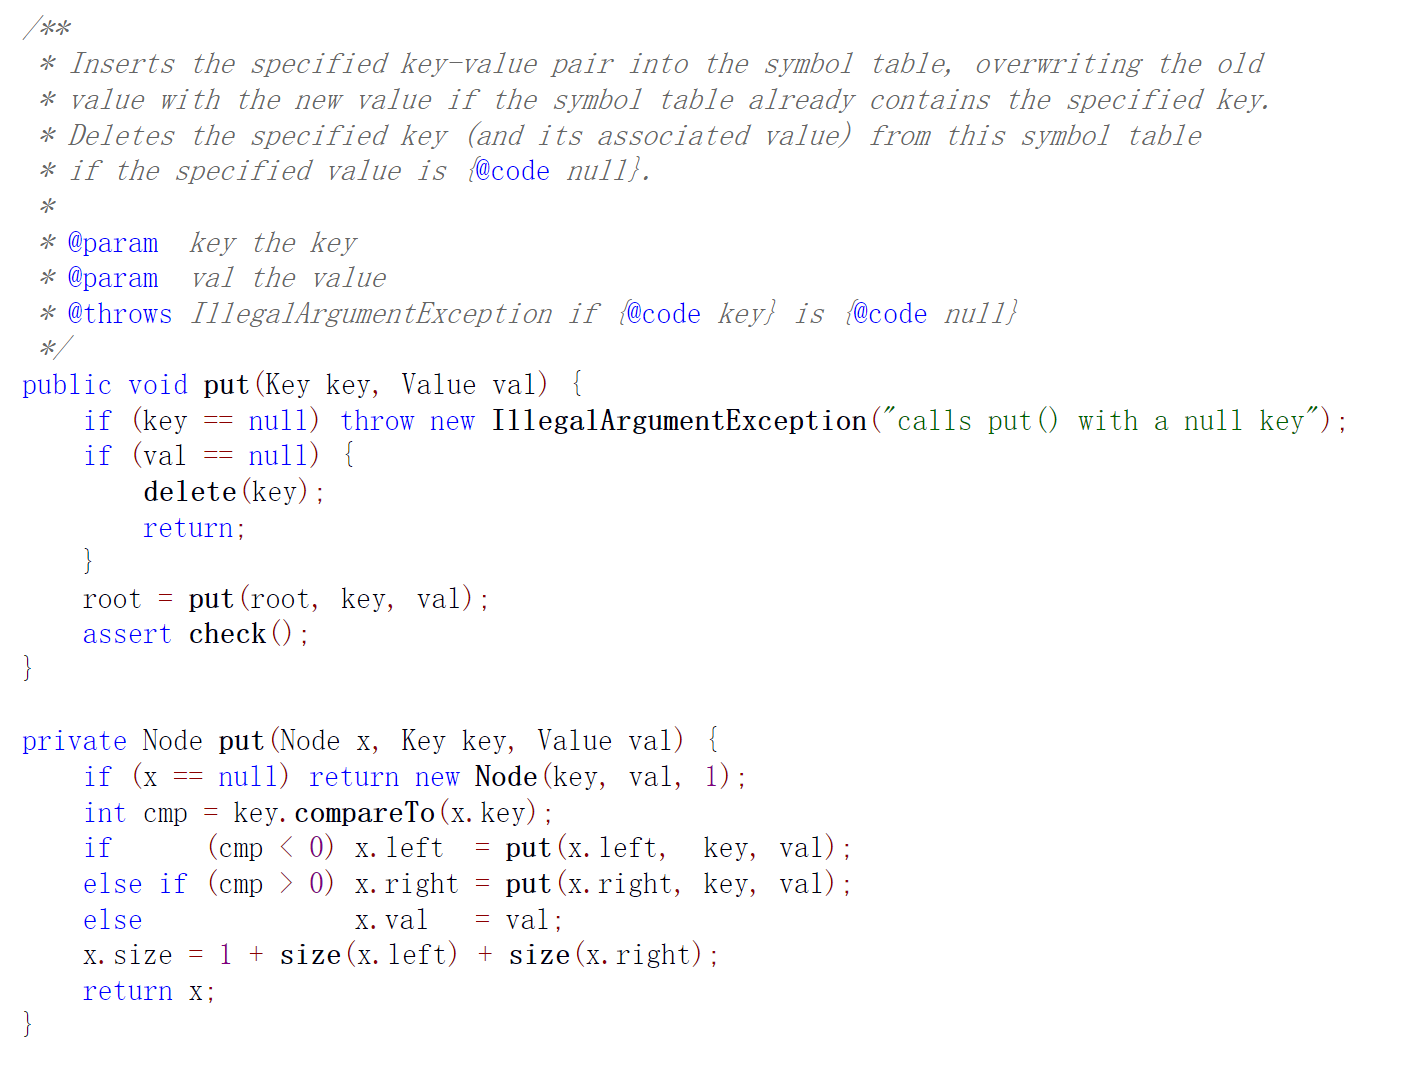 /**
 * Inserts the specified key-value pair into the symbol table, overwriting the old
 * value with the new value if the symbol table already contains the specified key.
 * Deletes the specified key (and its associated value) from this symbol table
 * if the specified value is {@code null}.
 *
 * @param  key the key
 * @param  val the value
 * @throws IllegalArgumentException if {@code key} is {@code null}
 */
public void put(Key key, Value val) {
    if (key == null) throw new IllegalArgumentException("calls put() with a null key");
    if (val == null) {
        delete(key);
        return;
    }
    root = put(root, key, val);
    assert check();
}

private Node put(Node x, Key key, Value val) {
    if (x == null) return new Node(key, val, 1);
    int cmp = key.compareTo(x.key);
    if      (cmp < 0) x.left  = put(x.left,  key, val);
    else if (cmp > 0) x.right = put(x.right, key, val);
    else              x.val   = val;
    x.size = 1 + size(x.left) + size(x.right);
    return x;
}